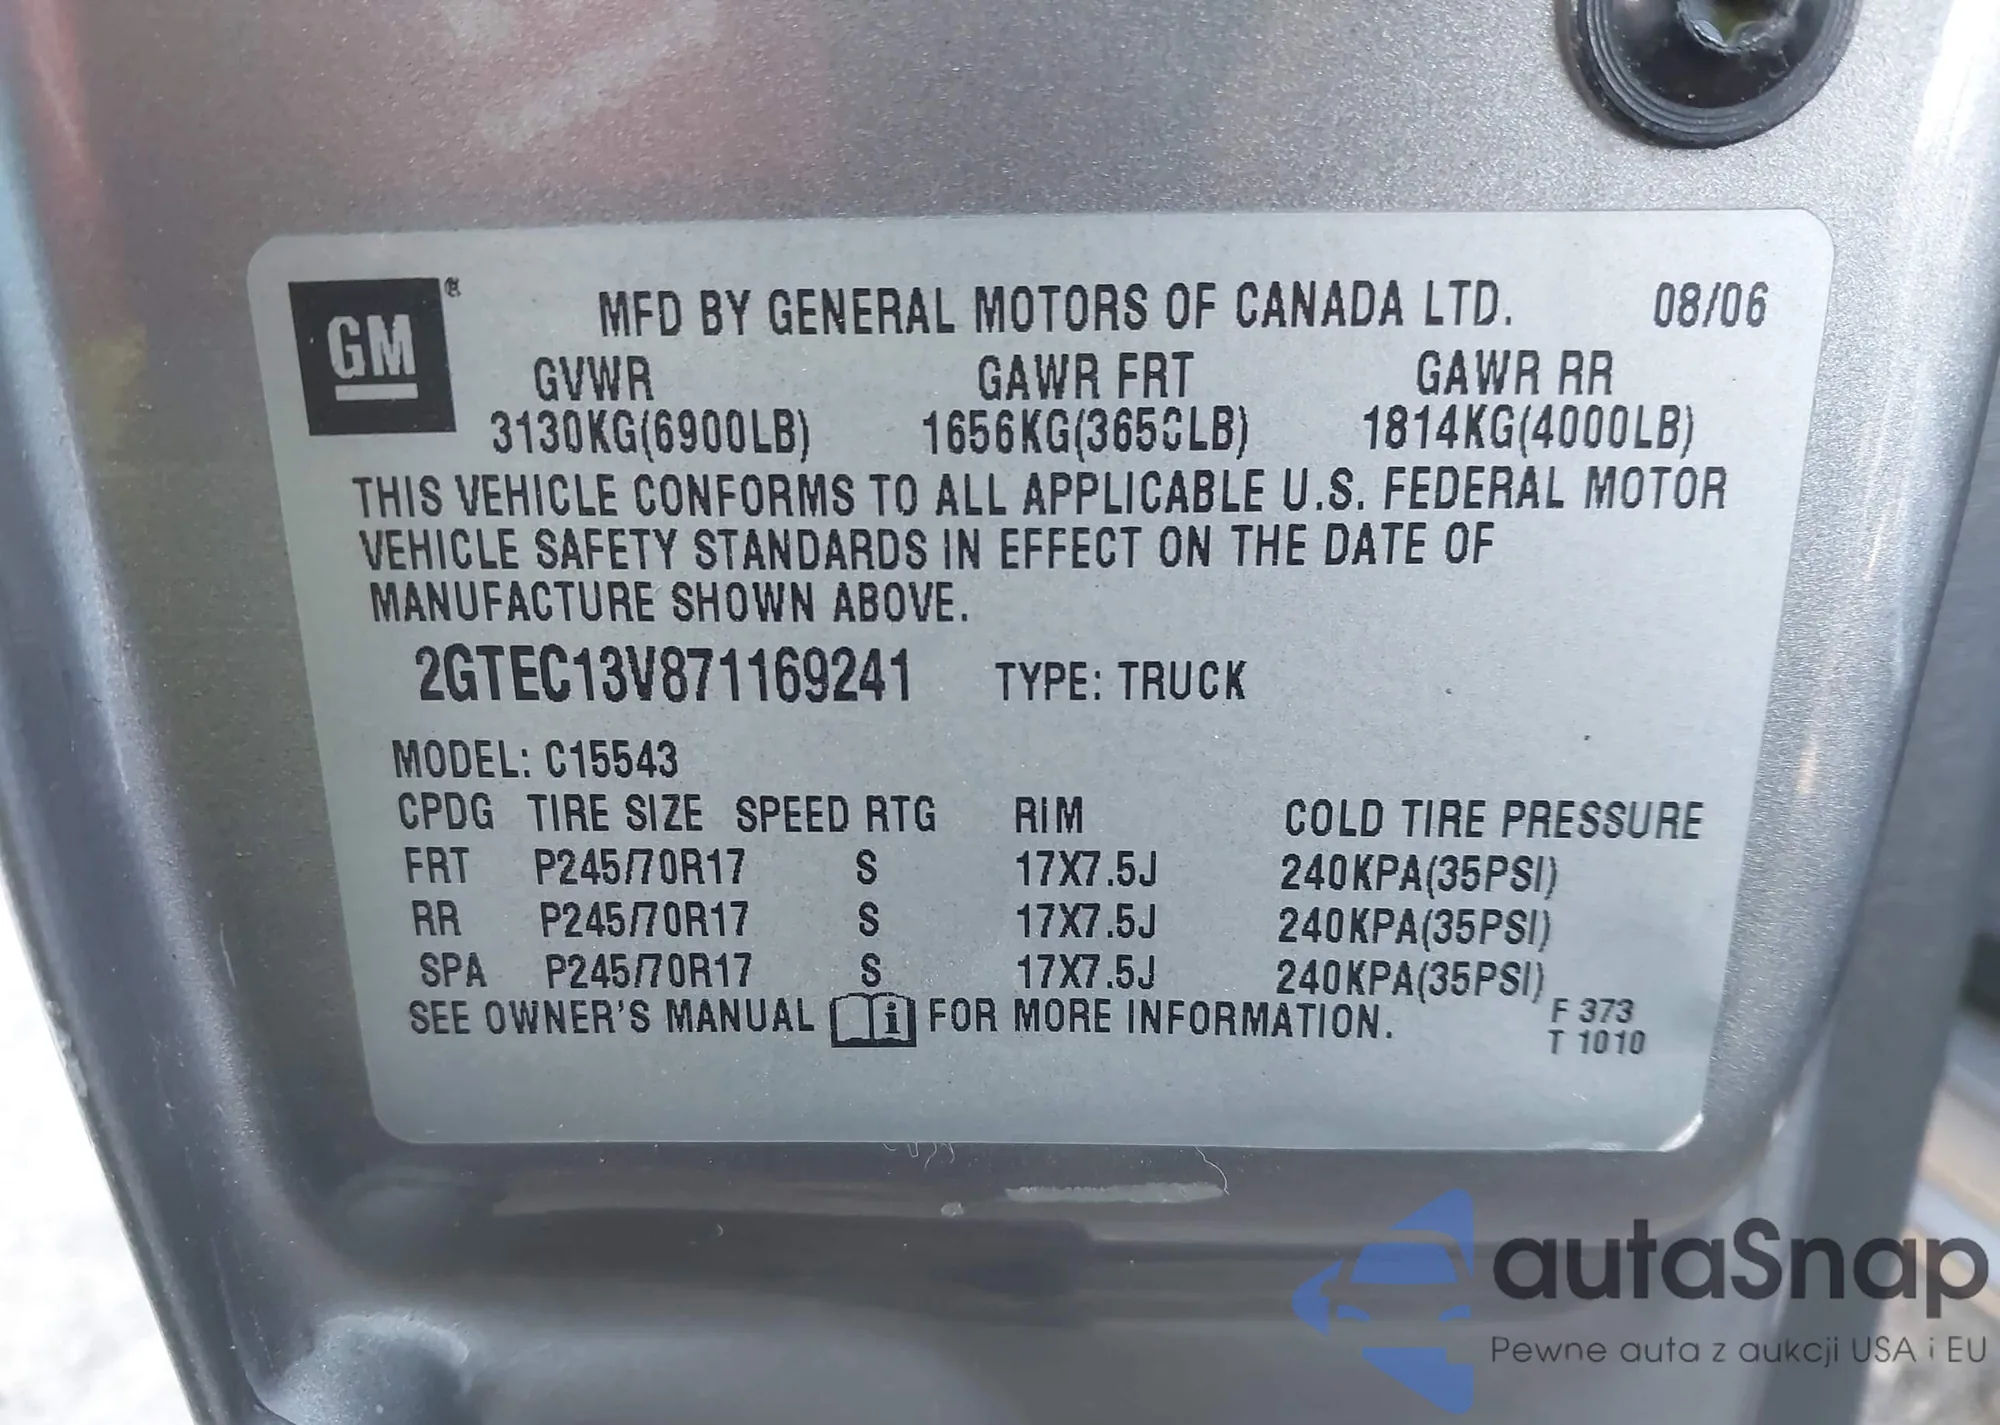 GM®
MFD BY GENERAL MOTORS OF CANADA LTD. 08/06
GVWR GAWR FRT GAWR RR
3130KG(6900LB) 1656KG(3650LB) 1814KG(4000LB)
THIS VEHICLE CONFORMS TO ALL APPLICABLE U.S. FEDERAL MOTOR
VEHICLE SAFETY STANDARDS IN EFFECT ON THE DATE OF
MANUFACTURE SHOWN ABOVE.
2GTEC13V871169241 TYPE: TRUCK
MODEL: C15543
CPDG TIRE SIZE SPEED RTG RIM COLD TIRE PRESSURE
FRT P245/70R17 S 17X7.5J 240KPA(35PSI)
RR P245/70R17 S 17X7.5J 240KPA(35PSI)
SPA P245/70R17 S 17X7.5J 240KPA(35PSI)
SEE OWNER'S MANUAL i FOR MORE INFORMATION.
F 373
T 1010
autaSnap
Pewne auta z aukcji USA i EU